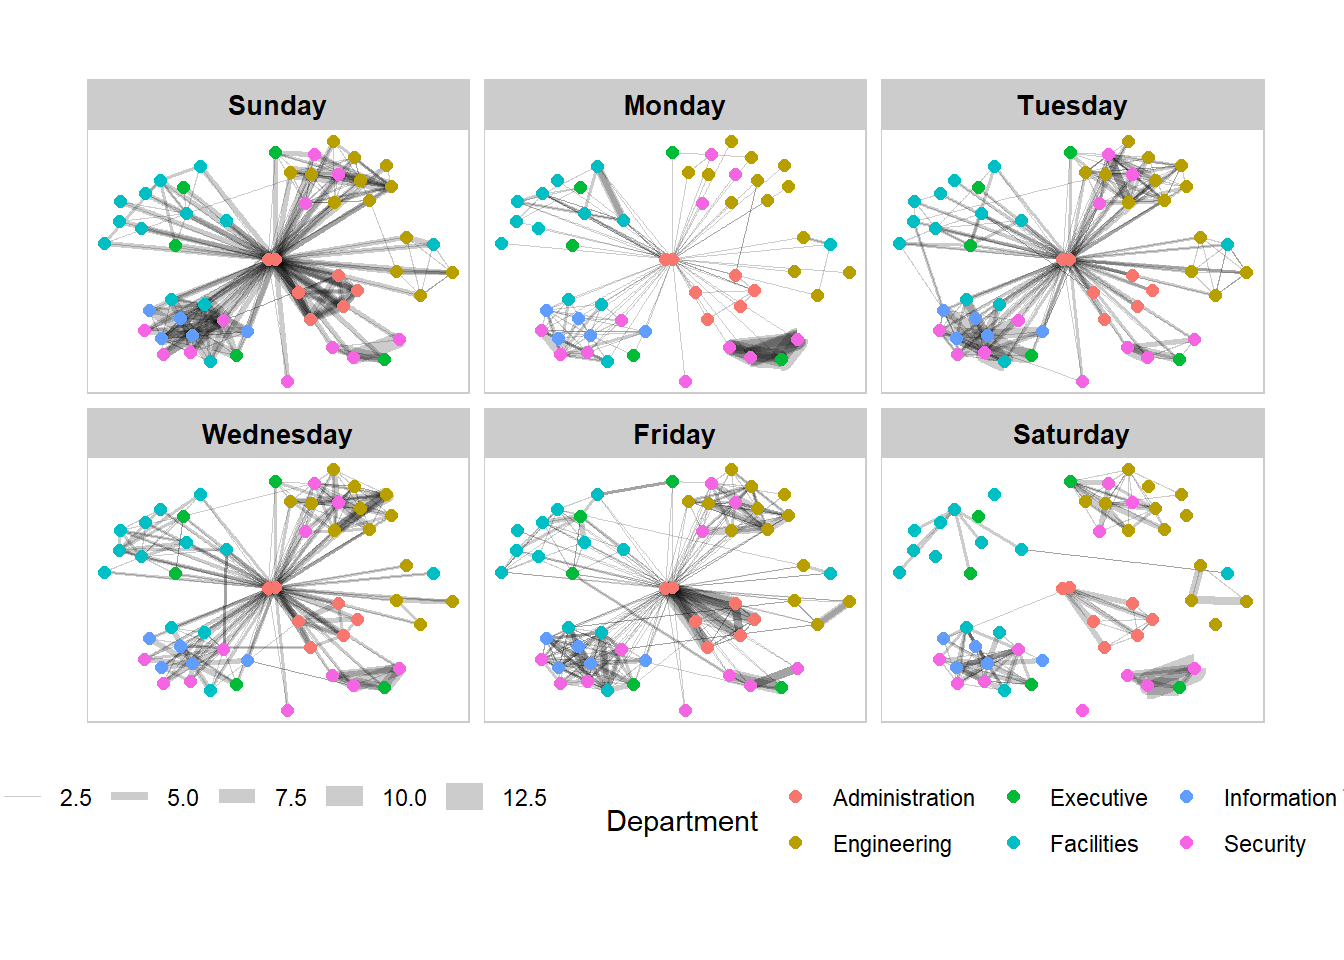 Sunday Monday Tuesday
Wednesday Friday Saturday
2.5 5.0 7.5 10.0 12.5
Department
Administration Executive Information
Engineering Facilities Security